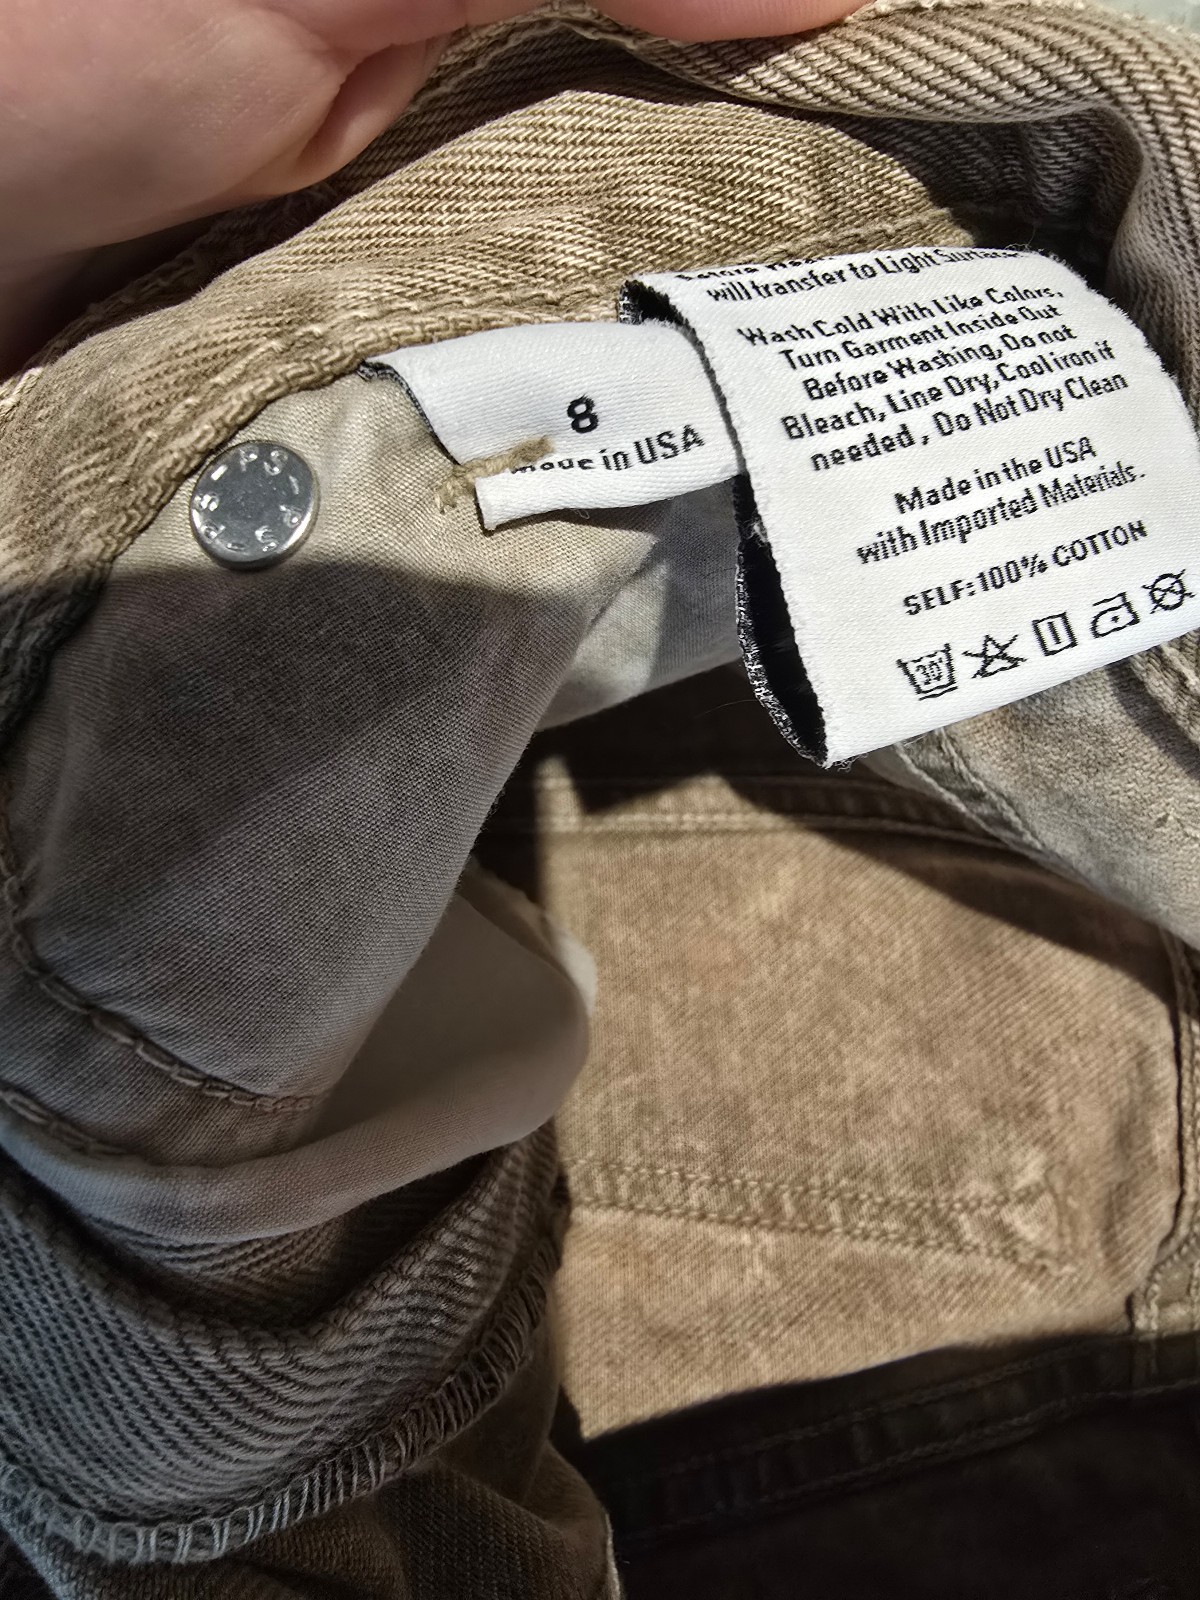 8
Made in USA
will transfer to Light Surfaces
Wash Cold With Like Colors,
Turn Garment Inside Out
Before Washing, Do not
Bleach, Line Dry, Cool iron if
needed , Do Not Dry Clean
Made in the USA
with Imported Materials.
SELF: 100% COTTON
30°